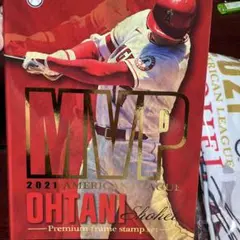 MVP
2021 AMERICAN LEAGUE
OHTANI Shohei
Premium frame stamp set